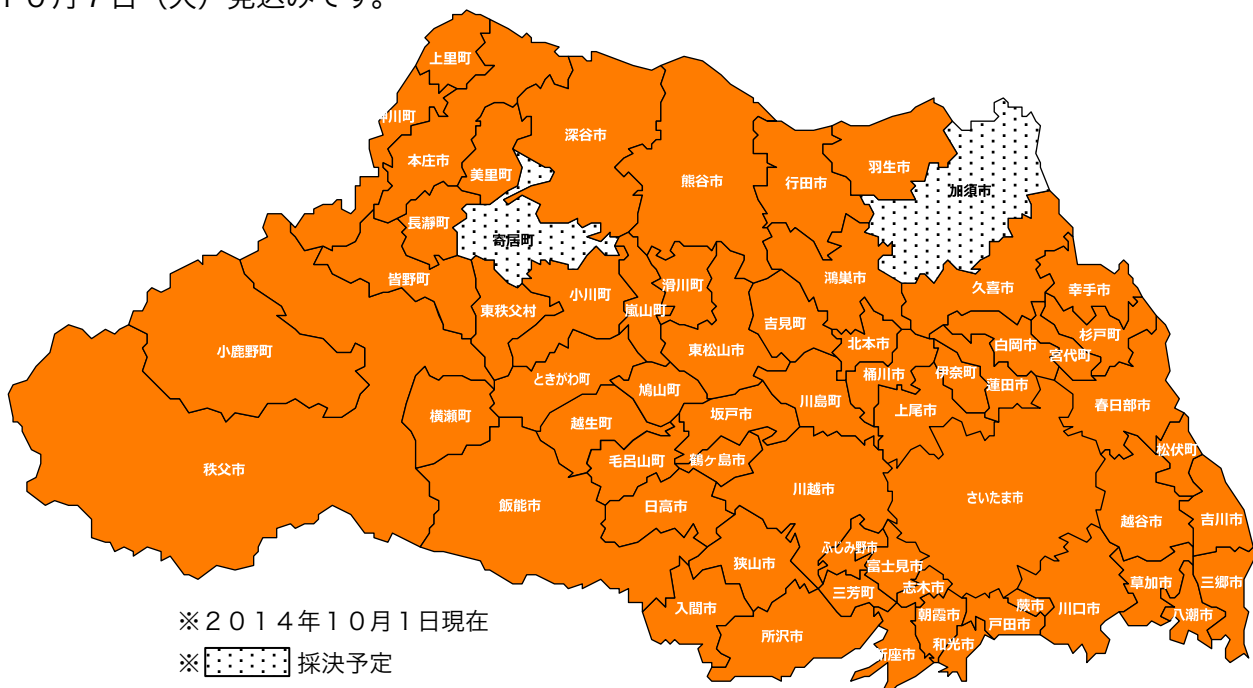 １０月７日（火）見込みです。
上里町
神川町
本庄市
美里町
深谷市
熊谷市
行田市
羽生市
加須市
長瀞町
寄居町
皆野町
東秩父村
小川町
嵐山町
滑川町
吉見町
鴻巣市
久喜市
幸手市
小鹿野町
東松山市
北本市
白岡市
杉戸町
宮代町
ときがわ町
鳩山町
川島町
桶川市
伊奈町
蓮田市
横瀬町
越生町
坂戸市
上尾市
春日部市
秩父市
毛呂山町
鶴ヶ島市
松伏町
飯能市
日高市
川越市
さいたま市
越谷市
吉川市
狭山市
ふじみ野市
富士見市
三芳町
志木市
草加市
三郷市
入間市
所沢市
朝霞市
蕨市
川口市
八潮市
戸田市
和光市
新座市
※２０１４年１０月１日現在
※ 採決予定